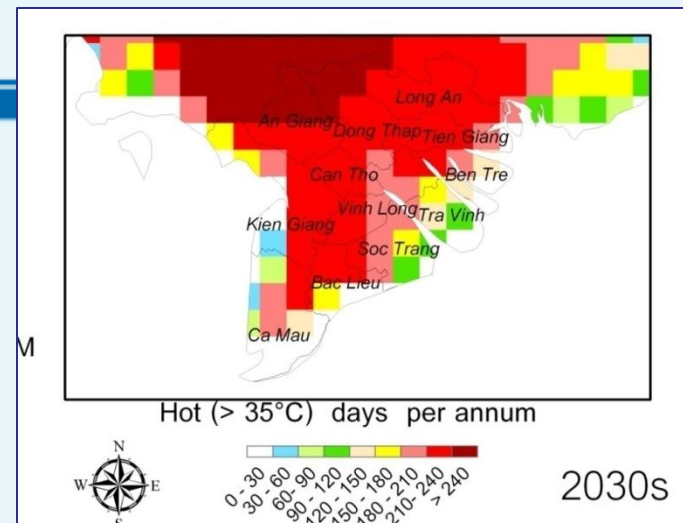 Long An
An Giang
Dong Thap
Tien Giang
Can Tho
Ben Tre
Vinh Long
Tra Vinh
Kien Giang
Soc Trang
Bac Lieu
Ca Mau
M
Hot (> 35°C) days per annum
N
W E
S
0 - 30
30 - 60
60 - 90
90 - 120
120 - 150
150 - 180
180 - 210
210 - 240
> 240
2030s